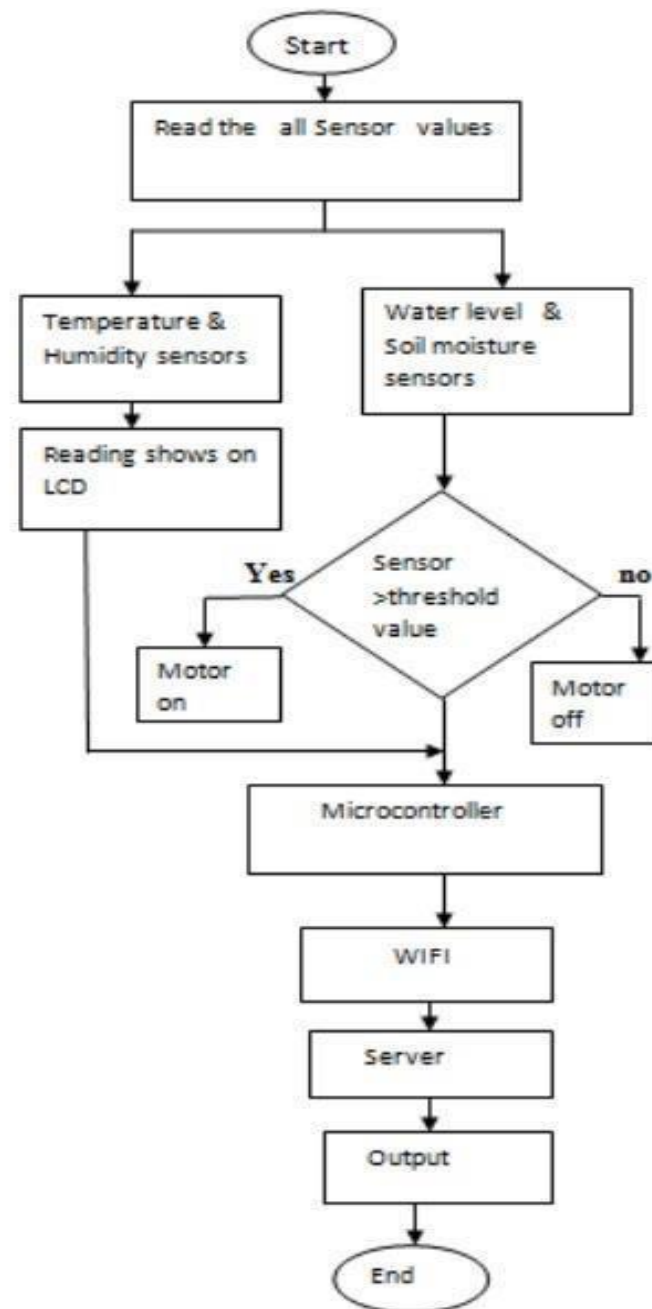 Start
Read the all Sensor values
Temperature &
Humidity sensors
Water level &
Soil moisture
sensors
Reading shows on
LCD
Yes
Sensor
>threshold
value
no
Motor
on
Motor
off
Microcontroller
WIFI
Server
Output
End